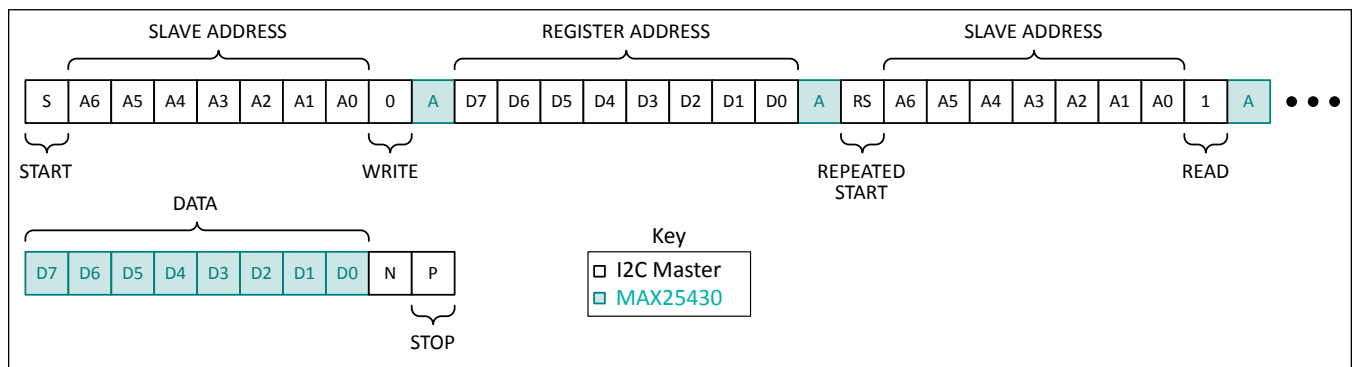 SLAVE ADDRESS REGISTER ADDRESS SLAVE ADDRESS
S A6 A5 A4 A3 A2 A1 A0 0 A D7 D6 D5 D4 D3 D2 D1 D0 A RS A6 A5 A4 A3 A2 A1 A0 1 A
START WRITE REPEATED START READ
DATA
D7 D6 D5 D4 D3 D2 D1 D0 N P
STOP
Key
I2C Master
MAX25430